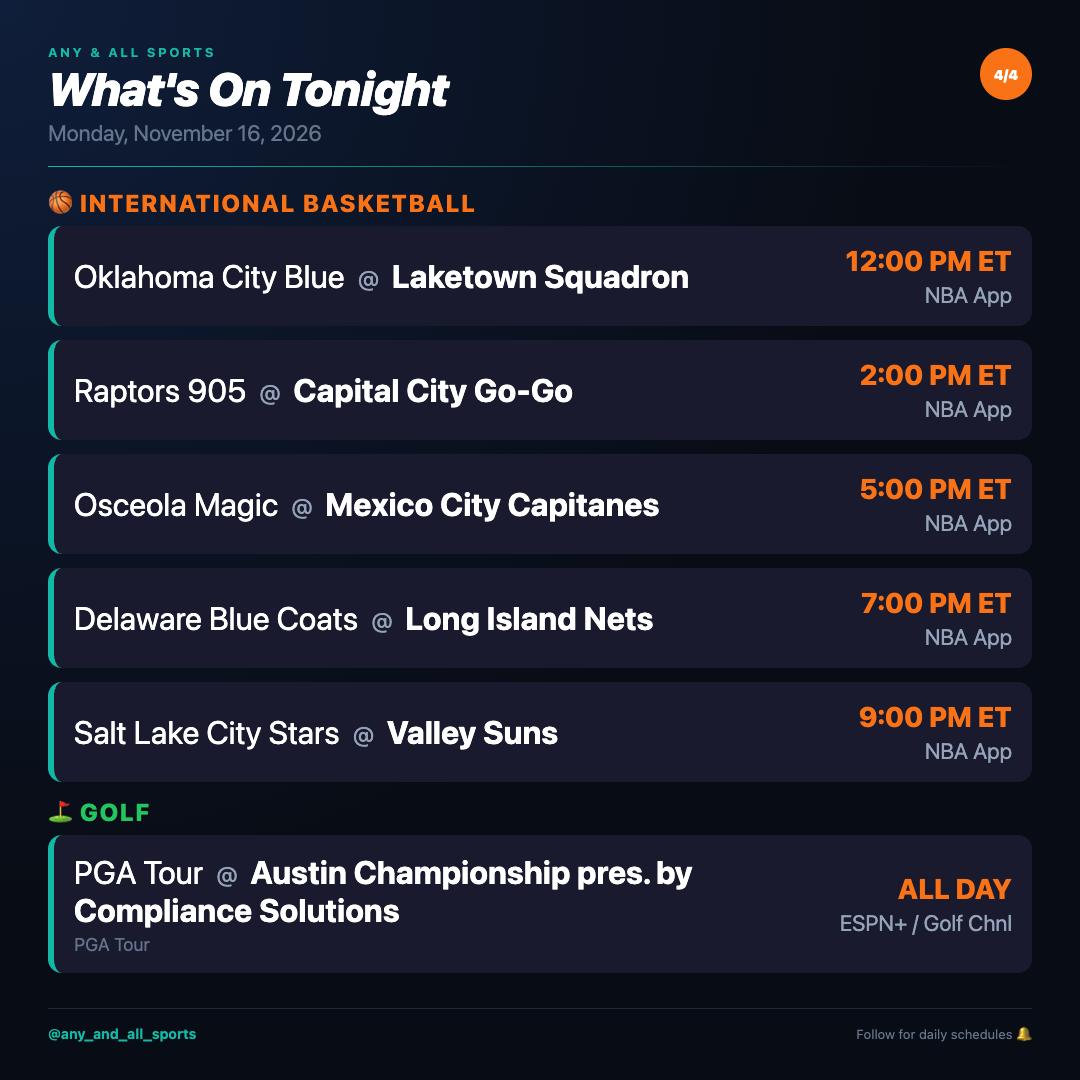 ANY & ALL SPORTS
What's On Tonight
4/4
Monday, November 16, 2026
INTERNATIONAL BASKETBALL
Oklahoma City Blue @ Laketown Squadron
12:00 PM ET
NBA App
Raptors 905 @ Capital City Go-Go
2:00 PM ET
NBA App
Osceola Magic @ Mexico City Capitanes
5:00 PM ET
NBA App
Delaware Blue Coats @ Long Island Nets
7:00 PM ET
NBA App
Salt Lake City Stars @ Valley Suns
9:00 PM ET
NBA App
GOLF
PGA Tour @ Austin Championship pres. by
Compliance Solutions
PGA Tour
ALL DAY
ESPN+ / Golf Chnl
@any_and_all_sports
Follow for daily schedules 🔔